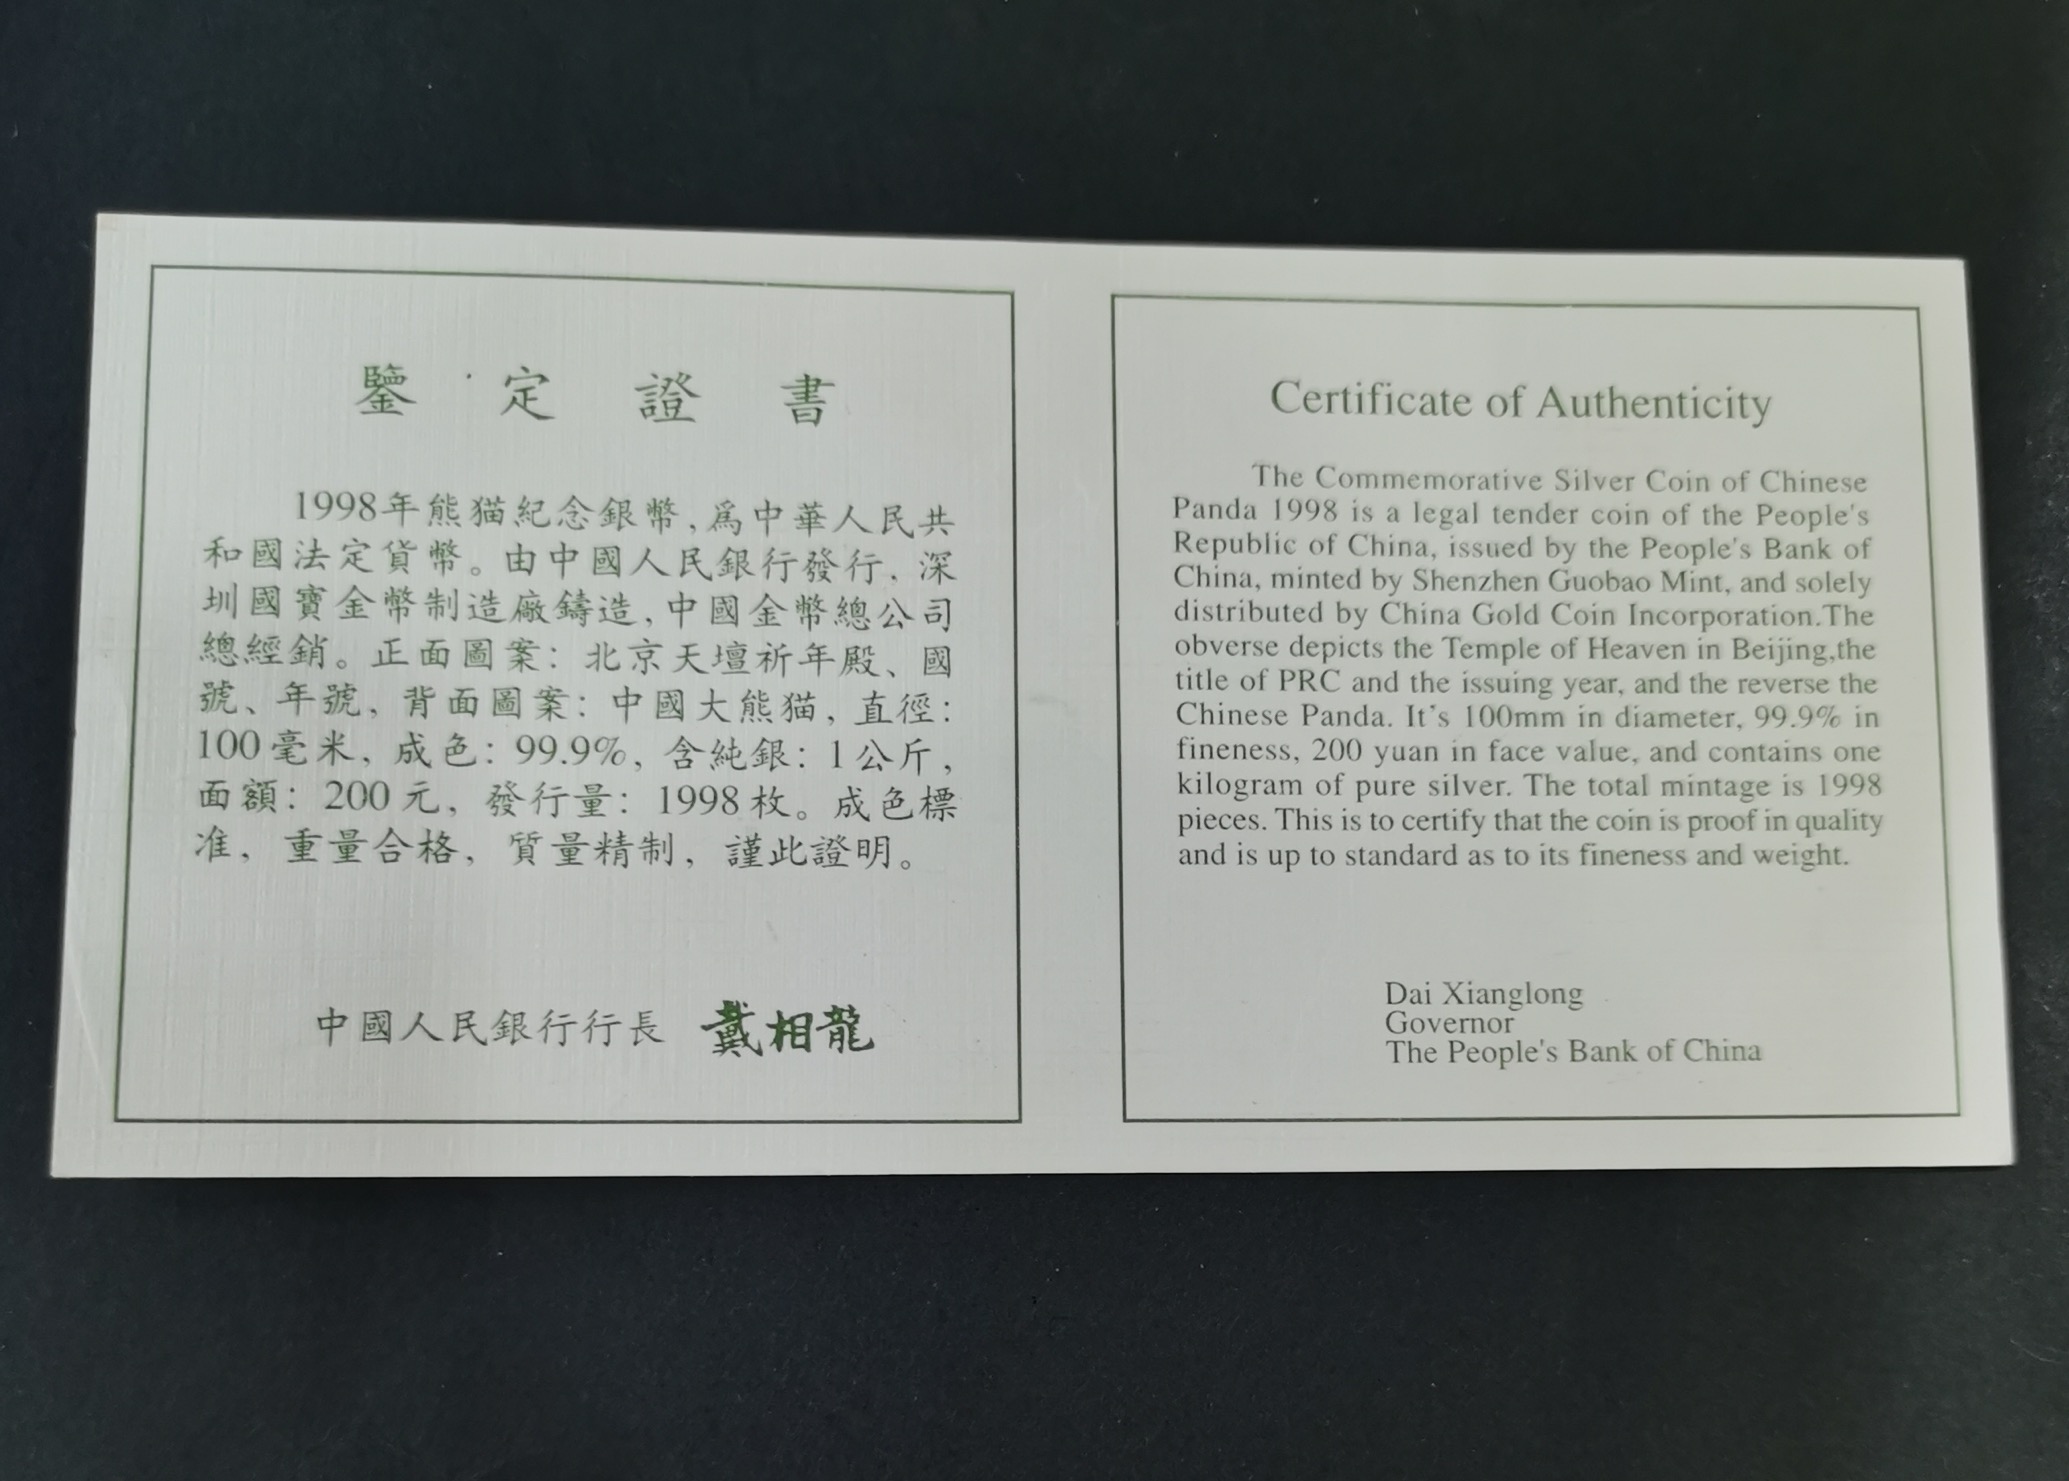 鑒定證書
1998年熊猫紀念銀幣,爲中華人民共
和國法定貨幣。由中國人民銀行發行,深
圳國寶金幣制造廠鑄造,中國金幣總公司
總經銷。正面圖案:北京天壇祈年殿、國
號、年號,背面圖案:中國大熊猫,直徑:
100毫米,成色:99.9%,含純銀:1公斤,
面額:200元,發行量:1998枚。成色標
准,重量合格,質量精制,謹此證明。
中國人民銀行行長 戴相龍
Certificate of Authenticity
The Commemorative Silver Coin of Chinese
Panda 1998 is a legal tender coin of the People's
Republic of China, issued by the People's Bank of
China, minted by Shenzhen Guobao Mint, and solely
distributed by China Gold Coin Incorporation.The
obverse depicts the Temple of Heaven in Beijing,the
title of PRC and the issuing year, and the reverse the
Chinese Panda. It's 100mm in diameter, 99.9% in
fineness, 200 yuan in face value, and contains one
kilogram of pure silver. The total mintage is 1998
pieces. This is to certify that the coin is proof in quality
and is up to standard as to its fineness and weight.
Dai Xianglong
Governor
The People's Bank of China